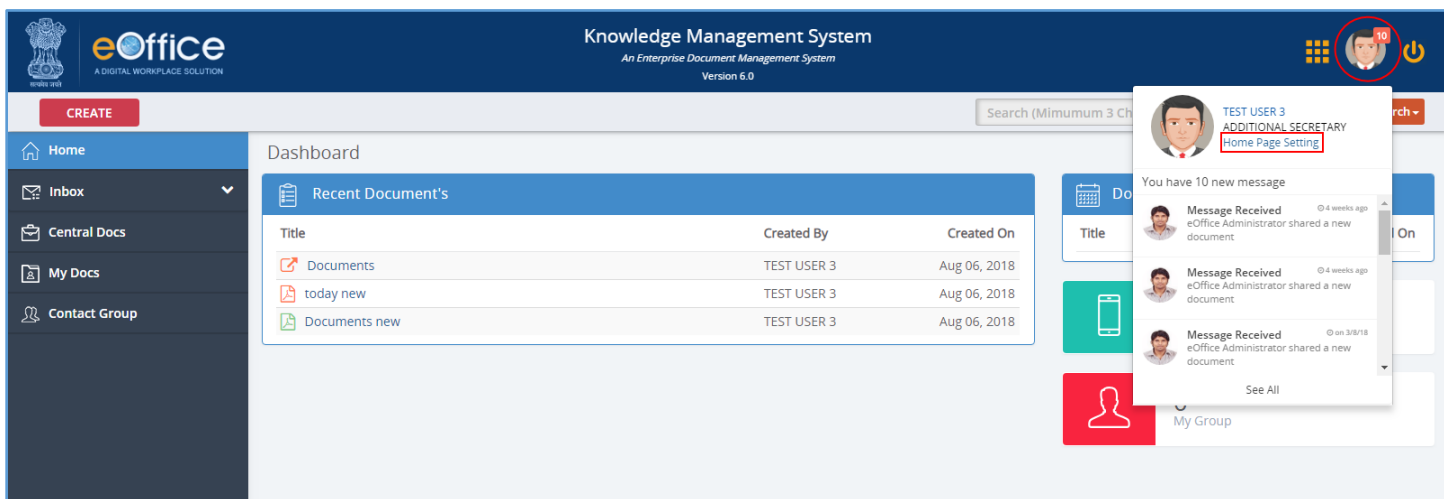 eOffice
A DIGITAL WORKPLACE SOLUTION
सत्यमेव जयते
Knowledge Management System
An Enterprise Document Management System
Version 6.0
10
CREATE
Search (Mimumum 3 Ch
rch
Home
Inbox
Central Docs
My Docs
Contact Group
Dashboard
Recent Document's
Title Created By Created On
Documents TEST USER 3 Aug 06, 2018
today new TEST USER 3 Aug 06, 2018
Documents new TEST USER 3 Aug 06, 2018
Do
Title l On
My Group
TEST USER 3
ADDITIONAL SECRETARY
Home Page Setting
You have 10 new message
Message Received 4 weeks ago
eOffice Administrator shared a new
document
Message Received 4 weeks ago
eOffice Administrator shared a new
document
Message Received on 3/8/18
eOffice Administrator shared a new
document
See All